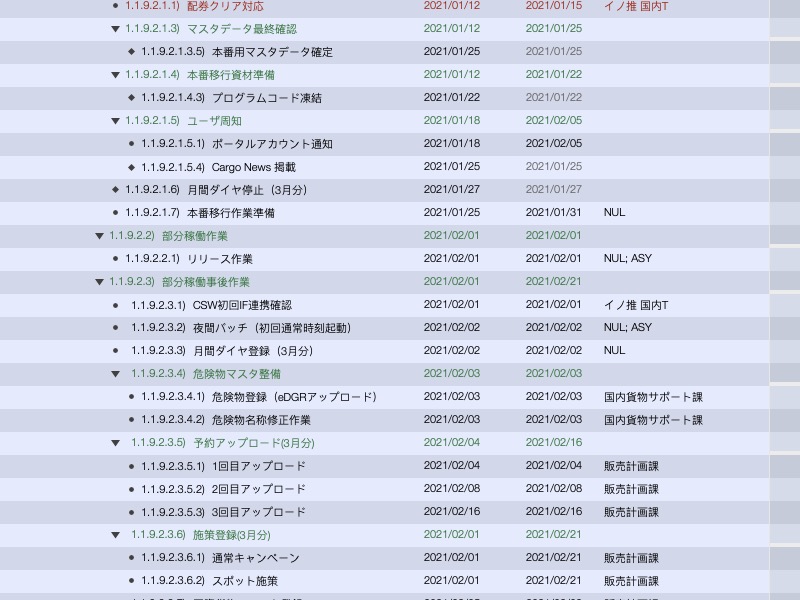 1.1.9.2.1.1) 配券クリア対応 2021/01/12 2021/01/15 イノ推 国内T
1.1.9.2.1.3) マスタデータ最終確認 2021/01/12 2021/01/25
1.1.9.2.1.3.5) 本番用マスタデータ確定 2021/01/25 2021/01/25
1.1.9.2.1.4) 本番移行資材準備 2021/01/12 2021/01/22
1.1.9.2.1.4.3) プログラムコード凍結 2021/01/22 2021/01/22
1.1.9.2.1.5) ユーザ周知 2021/01/18 2021/02/05
1.1.9.2.1.5.1) ポータルアカウント通知 2021/01/18 2021/02/05
1.1.9.2.1.5.4) Cargo News 掲載 2021/01/25 2021/01/25
1.1.9.2.1.6) 月間ダイヤ停止（3月分） 2021/01/27 2021/01/27
1.1.9.2.1.7) 本番移行作業準備 2021/01/25 2021/01/31 NUL
1.1.9.2.2) 部分稼働作業 2021/02/01 2021/02/01
1.1.9.2.2.1) リリース作業 2021/02/01 2021/02/01 NUL; ASY
1.1.9.2.3) 部分稼働事後作業 2021/02/01 2021/02/21
1.1.9.2.3.1) CSW初回IF連携確認 2021/02/01 2021/02/01 イノ推 国内T
1.1.9.2.3.2) 夜間バッチ（初回通常時刻起動） 2021/02/02 2021/02/02 NUL; ASY
1.1.9.2.3.3) 月間ダイヤ登録（3月分） 2021/02/02 2021/02/02 NUL
1.1.9.2.3.4) 危険物マスタ整備 2021/02/03 2021/02/03
1.1.9.2.3.4.1) 危険物登録（eDGRアップロード） 2021/02/03 2021/02/03 国内貨物サポート課
1.1.9.2.3.4.2) 危険物名称修正作業 2021/02/03 2021/02/03 国内貨物サポート課
1.1.9.2.3.5) 予約アップロード(3月分) 2021/02/04 2021/02/16
1.1.9.2.3.5.1) 1回目アップロード 2021/02/04 2021/02/04 販売計画課
1.1.9.2.3.5.2) 2回目アップロード 2021/02/08 2021/02/08 販売計画課
1.1.9.2.3.5.3) 3回目アップロード 2021/02/16 2021/02/16 販売計画課
1.1.9.2.3.6) 施策登録(3月分) 2021/02/01 2021/02/21
1.1.9.2.3.6.1) 通常キャンペーン 2021/02/01 2021/02/21 販売計画課
1.1.9.2.3.6.2) スポット施策 2021/02/01 2021/02/21 販売計画課